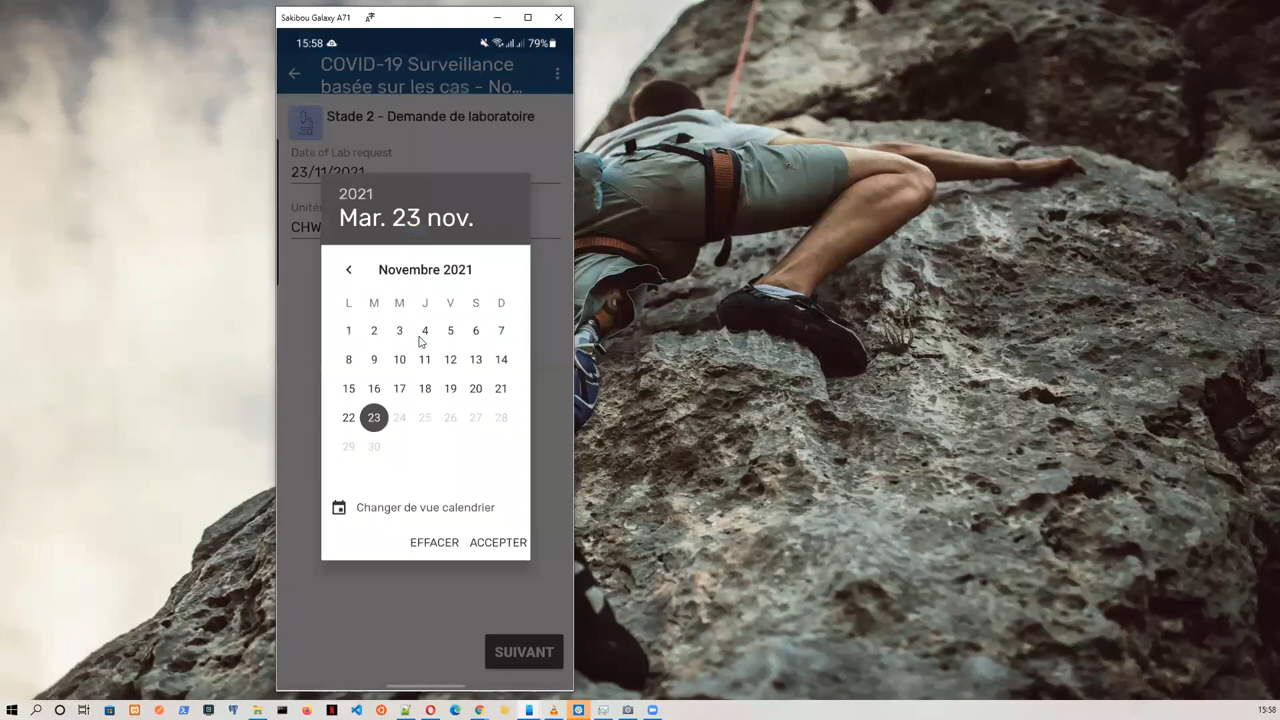 Sakibou Galaxy A71
15:58
79%
COVID-19 Surveillance
basée sur les cas - No...
Stade 2 - Demande de laboratoire
Date of Lab request
23/11/2021
Unité
CHW
2021
Mar. 23 nov.
Novembre 2021
L M M J V S D
1 2 3 4 5 6 7
8 9 10 11 12 13 14
15 16 17 18 19 20 21
22 23 24 25 26 27 28
29 30
Changer de vue calendrier
EFFACER ACCEPTER
SUIVANT
15:58